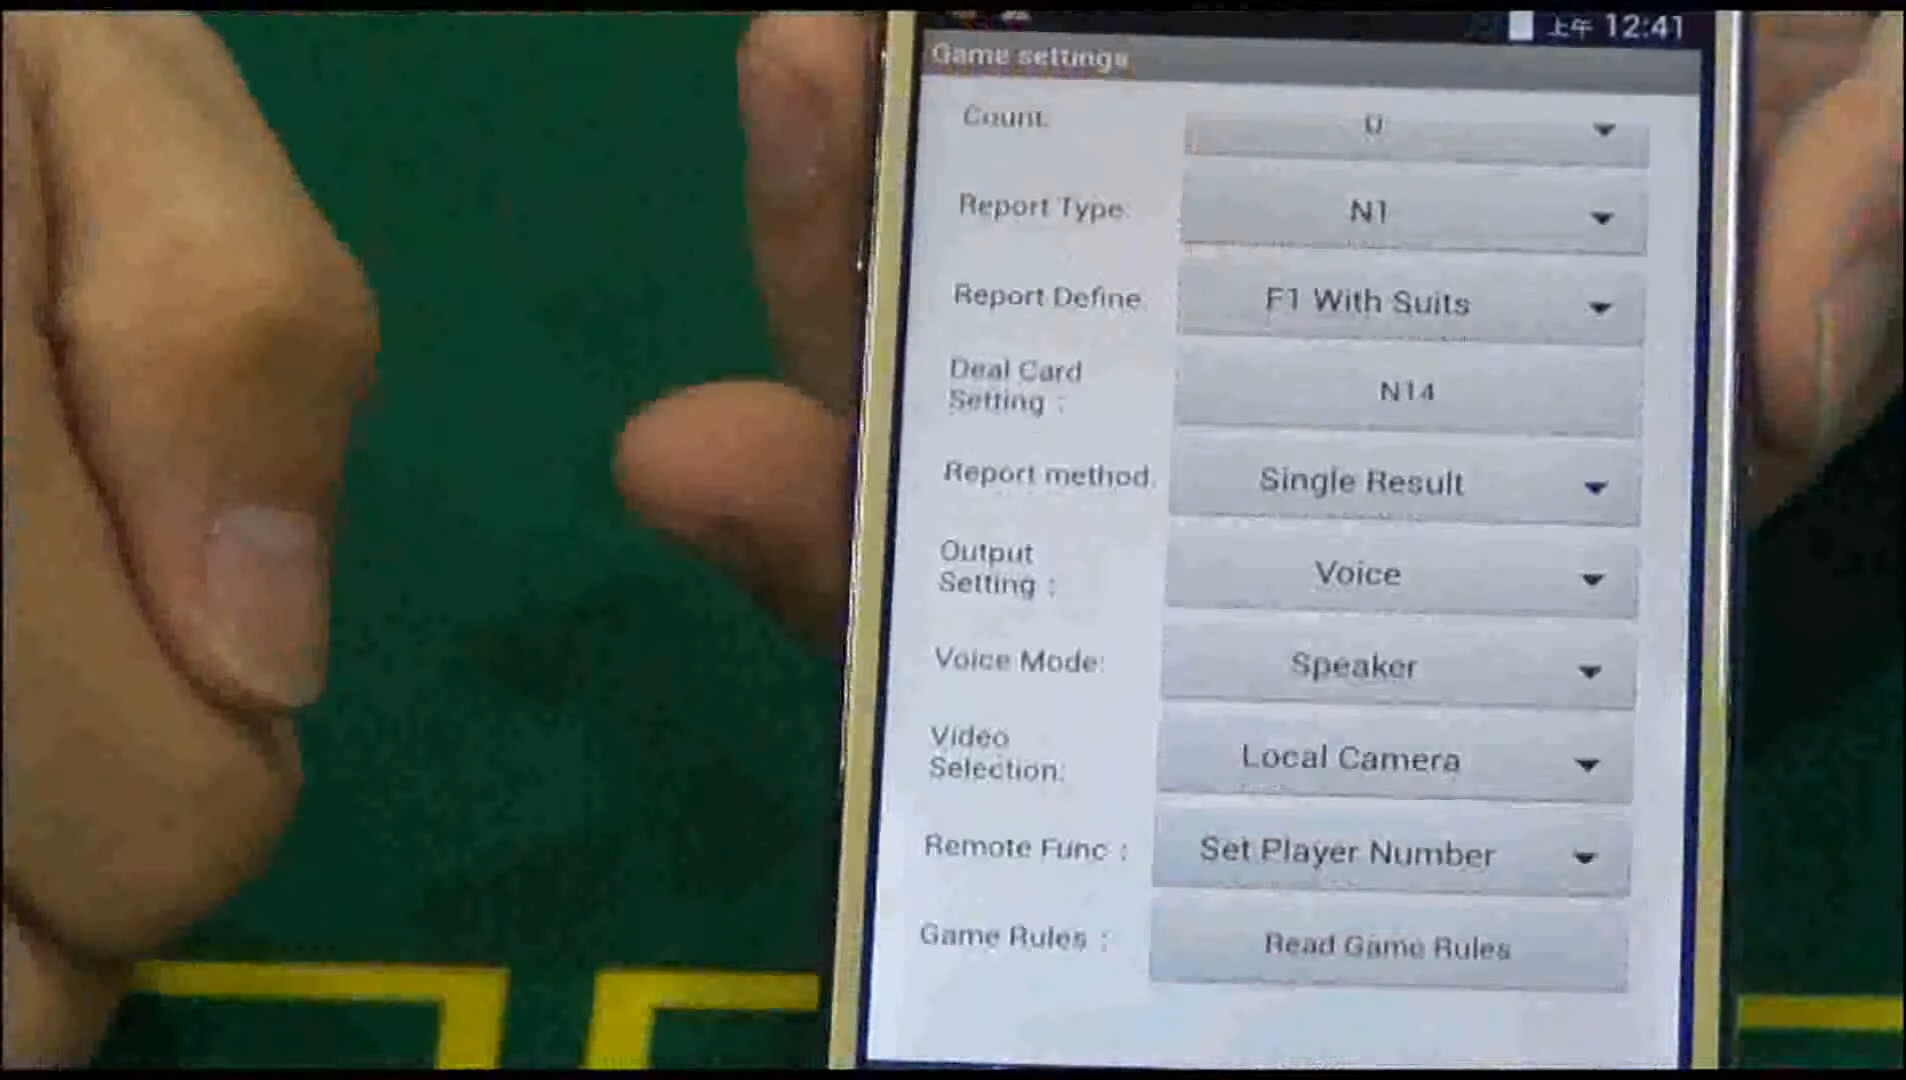 上午 12:41
Game settings
Count: 0
Report Type: N1
Report Define: F1 With Suits
Deal Card
Setting : N14
Report method: Single Result
Output
Setting : Voice
Voice Mode: Speaker
Video
Selection: Local Camera
Remote Func : Set Player Number
Game Rules : Read Game Rules